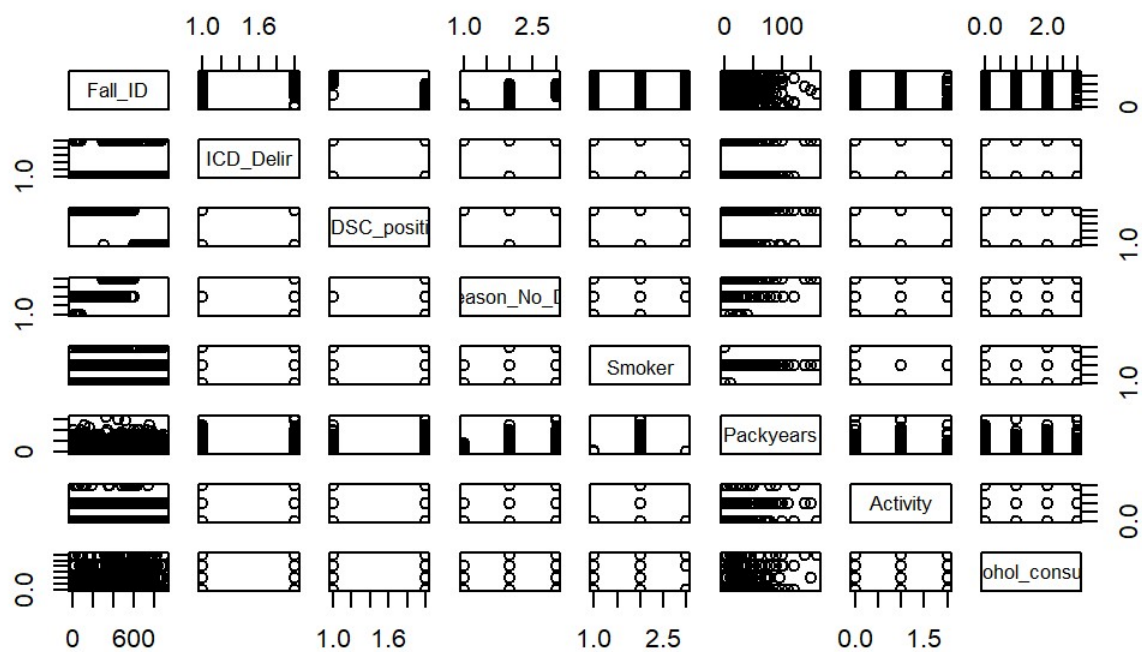 1.0 1.6 1.0 2.5 0 100 0.0 2.0
Fall_ID 0
1.0 ICD_Delir
DSC_positi 1.0
1.0 eason_No_D
Smoker 1.0
0 Packyears
Activity 0.0
0.0 ohol_consu
0 600 1.0 1.6 1.0 2.5 0.0 1.5